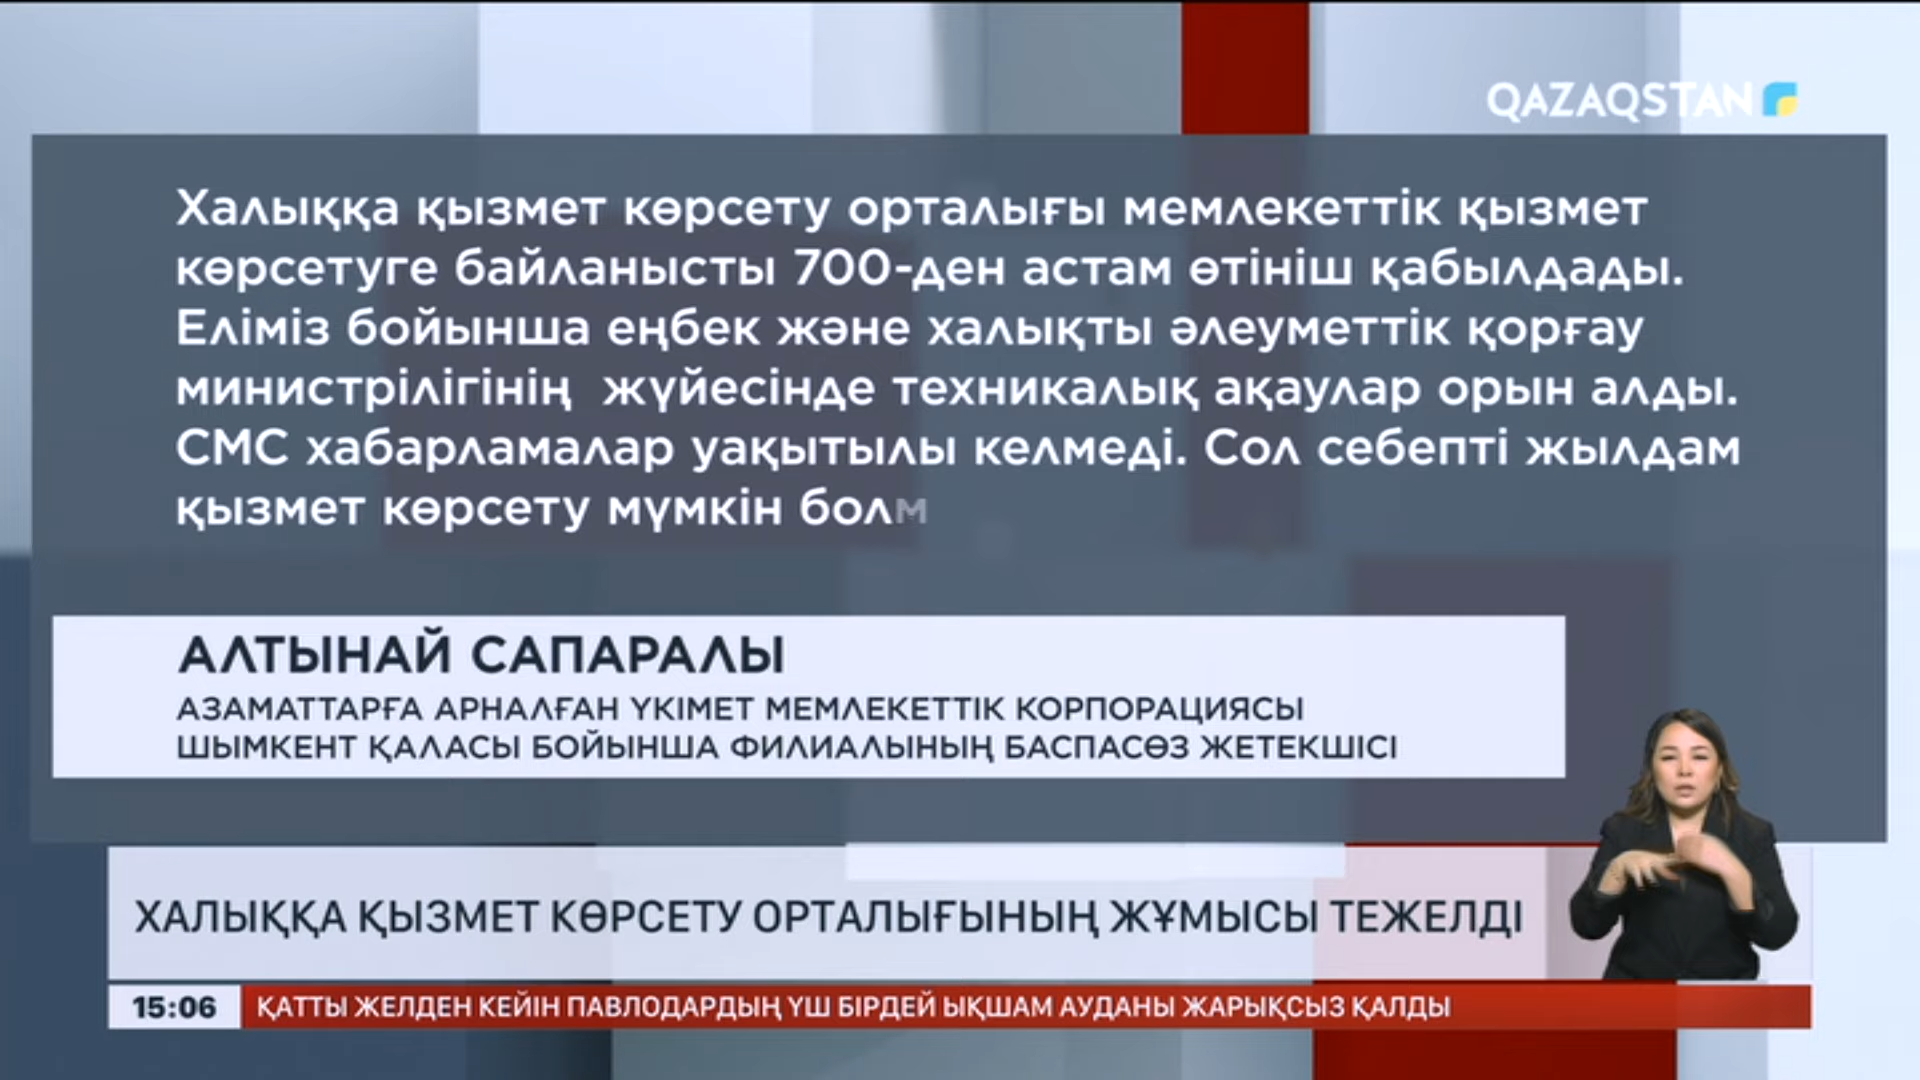 QAZAQSTAN
Халыққа қызмет көрсету орталығы мемлекеттік қызмет
көрсетуге байланысты 700-ден астам өтініш қабылдады.
Еліміз бойынша еңбек және халықты әлеуметтік қорғау
министрілігінің жүйесінде техникалық ақаулар орын алды.
СМС хабарламалар уақытылы келмеді. Сол себепті жылдам
қызмет көрсету мүмкін болм
АЛТЫНАЙ САПАРАЛЫ
АЗАМАТТАРҒА АРНАЛҒАН ҮКІМЕТ МЕМЛЕКЕТТІК КОРПОРАЦИЯСЫ
ШЫМКЕНТ ҚАЛАСЫ БОЙЫНША ФИЛИАЛЫНЫҢ БАСПАСӨЗ ЖЕТЕКШІСІ
ХАЛЫҚҚА ҚЫЗМЕТ КӨРСЕТУ ОРТАЛЫҒЫНЫҢ ЖҰМЫСЫ ТЕЖЕЛДІ
15:06 ҚАТТЫ ЖЕЛДЕН КЕЙІН ПАВЛОДАРДЫҢ ҮШ БІРДЕЙ ЫҚШАМ АУДАНЫ ЖАРЫҚСЫЗ ҚАЛДЫ